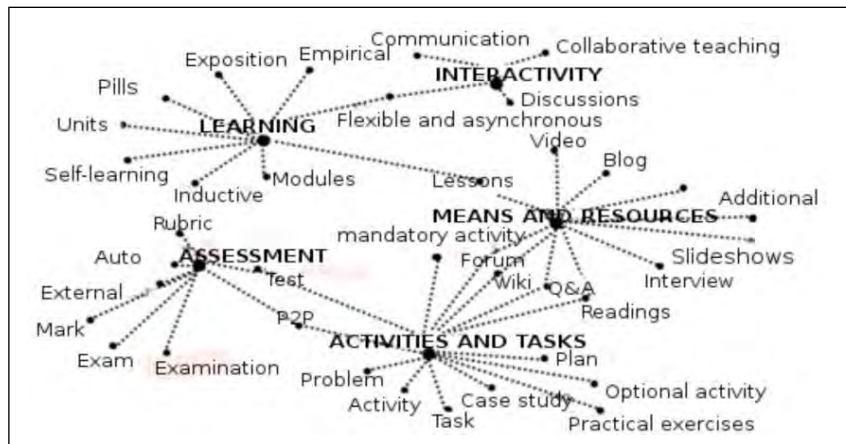 Communication
Collaborative teaching
Exposition
Empirical
INTERACTIVITY
Pills
Discussions
Flexible and asynchronous
Units
LEARNING
Video
Blog
Self-learning
Modules
Lessons
Inductive
Additional
Rubric
MEANS AND RESOURCES
mandatory activity
Auto
ASSESSMENT
Forum
Slideshows
Test
Wiki
Q&A
Interview
External
Readings
Mark
P2P
ACTIVITIES AND TASKS
Exam
Examination
Plan
Problem
Optional activity
Activity
Case study
Task
Practical exercises